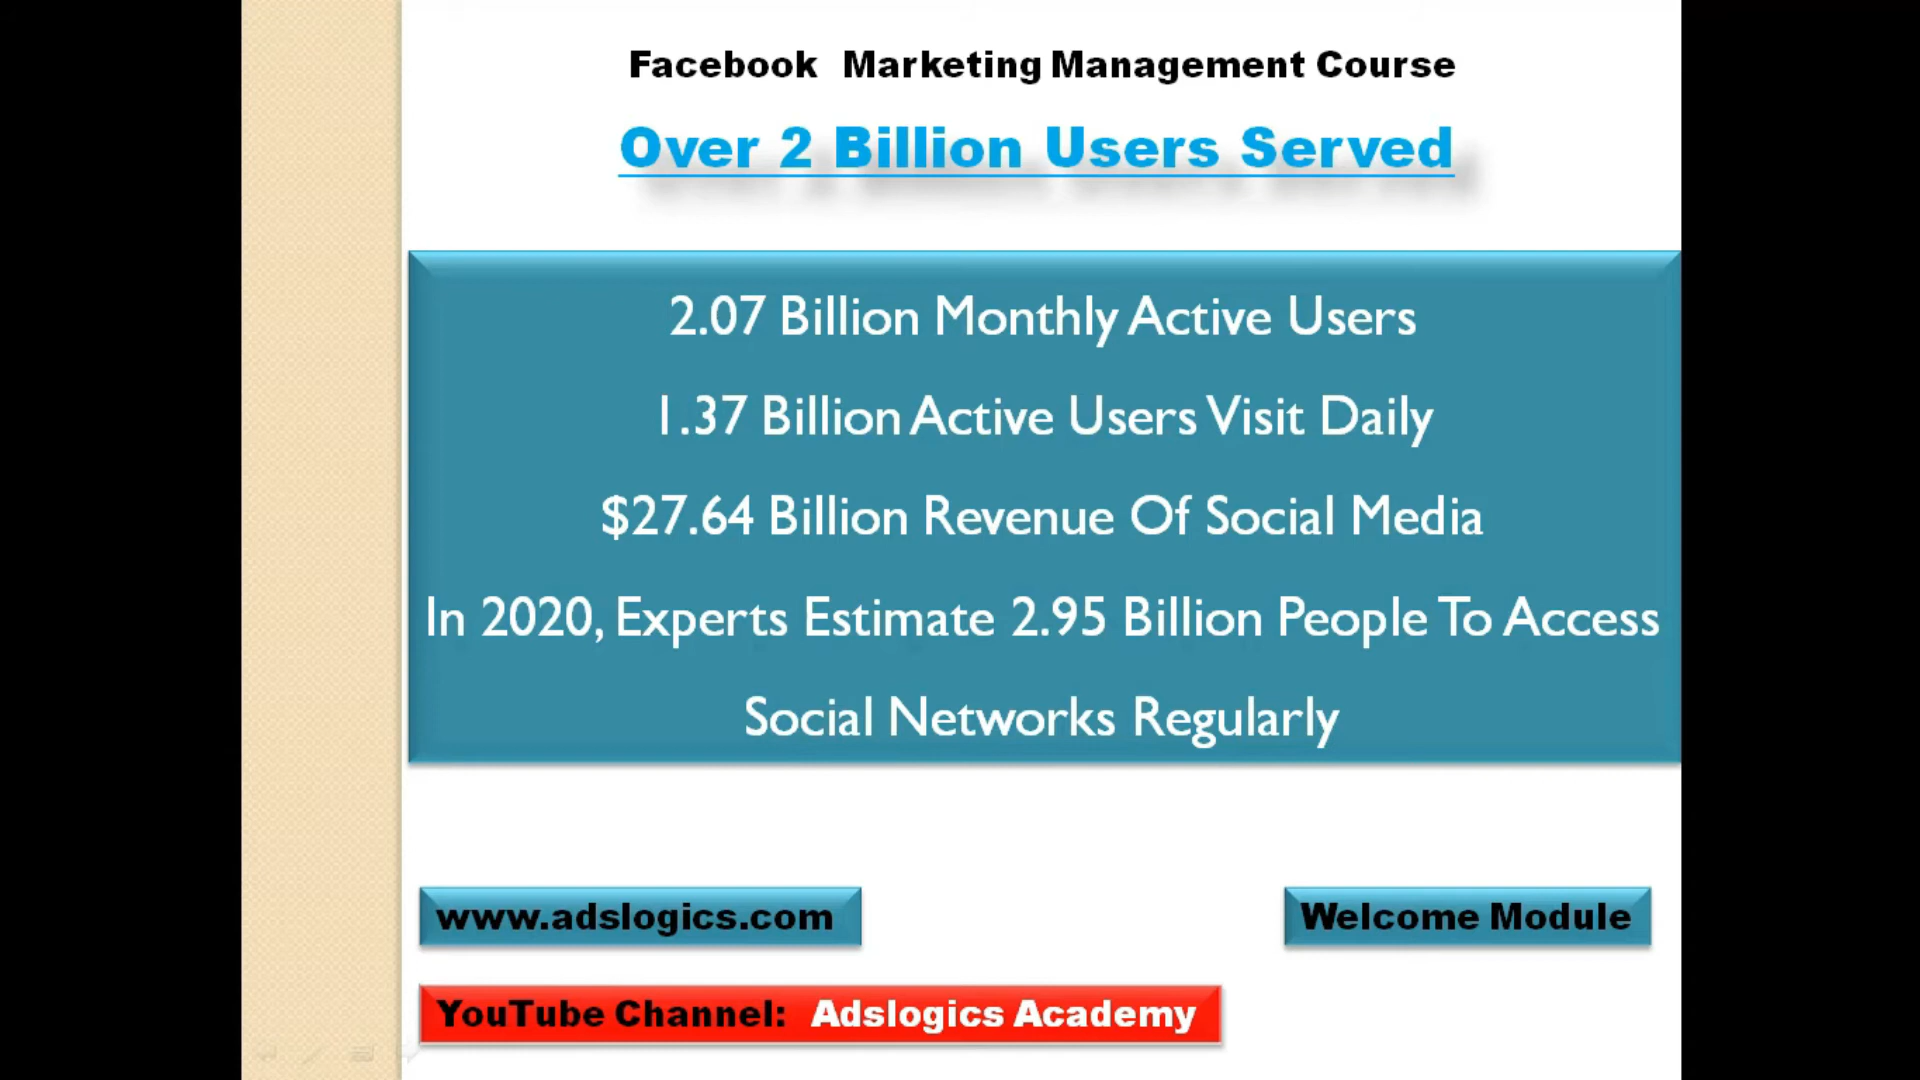 Facebook Marketing Management Course
Over 2 Billion Users Served
2.07 Billion Monthly Active Users
1.37 Billion Active Users Visit Daily
$27.64 Billion Revenue Of Social Media
In 2020, Experts Estimate 2.95 Billion People To Access
Social Networks Regularly
www.adslogics.com
Welcome Module
YouTube Channel: Adslogics Academy